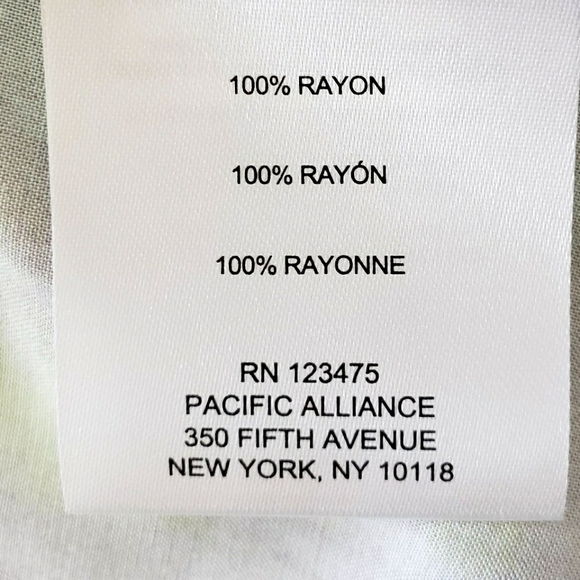 100% RAYON
100% RAYÓN
100% RAYONNE
RN 123475
PACIFIC ALLIANCE
350 FIFTH AVENUE
NEW YORK, NY 10118